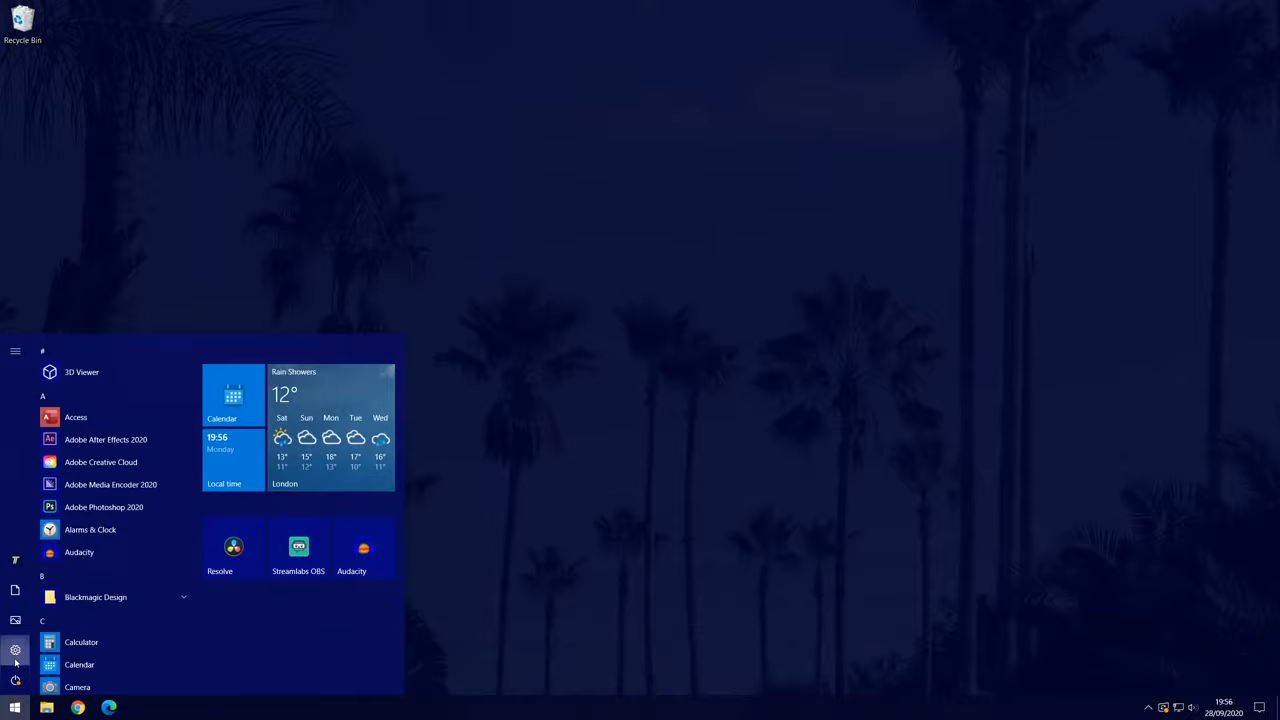 Recycle Bin
#
3D Viewer
A
Access
Ae
Adobe After Effects 2020
Adobe Creative Cloud
Adobe Media Encoder 2020
Ps
Adobe Photoshop 2020
Alarms & Clock
Audacity
B
Blackmagic Design
C
Calculator
Calendar
Camera
Calendar
19:56
Monday
Local time
Rain Showers
12°
Sat Sun Mon Tue Wed
13° 15° 18° 17° 16°
11° 12° 13° 10° 11°
London
Resolve
Streamlabs OBS
Audacity
19:56
28/09/2020